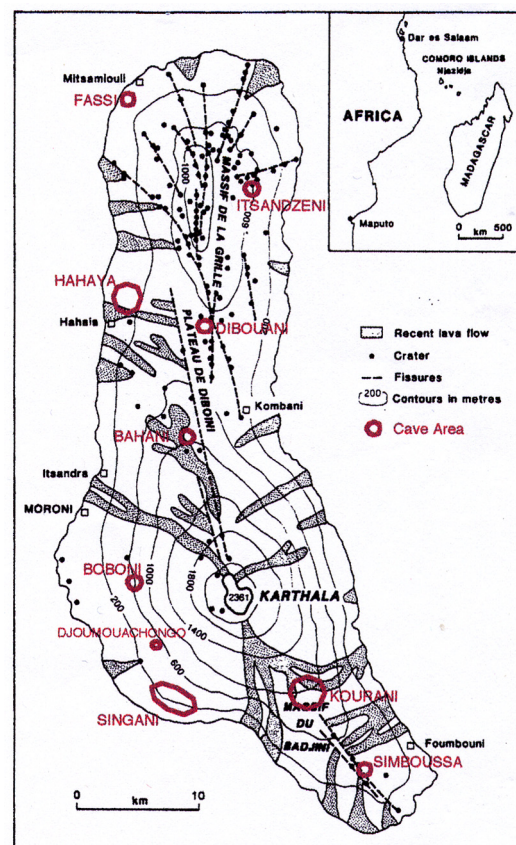 Dar es Salaam
COMORO ISLANDS
Njazidja
AFRICA
MADAGASCAR
Maputo
0 500
km
Mitsamiouli
FASSI
1000
MASSIF DE LA GRILLE
ITSANDZENI
600
HAHAYA
Hahaia
DIBOUANI
PLATEAU DE DIBOINI
Recent lava flow
Crater
Fissures
200
Contours in metres
Cave Area
Kombani
BAHANI
Itsandra
MORONI
BOBONI
200
1000
1800
2361
KARTHALA
1400
DJOUMOUACHONGO
600
SINGANI
KOURANI
MASSIF
DU
BADJINI
Foumbouni
SIMBOUSSA
0 10
km